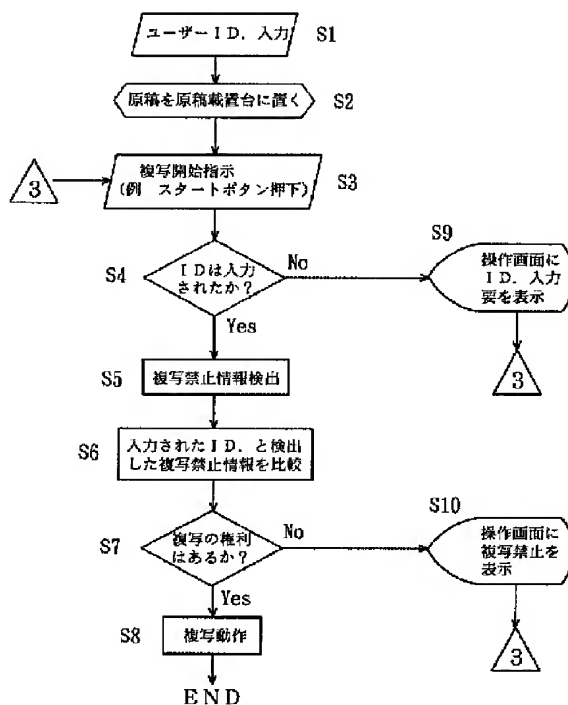 ユーザーＩＤ．入力 S1
原稿を原稿載置台に置く S2
3
複写開始指示
(例 スタートボタン押下) S3
S4
ＩＤは入力
されたか？
No
Yes
S9
操作画面に
ＩＤ．入力
要を表示
3
S5
複写禁止情報検出
S6
入力されたＩＤ．と検出
した複写禁止情報を比較
S7
複写の権利
はあるか？
No
Yes
S10
操作画面に
複写禁止を
表示
3
S8
複写動作
ＥＮＤ